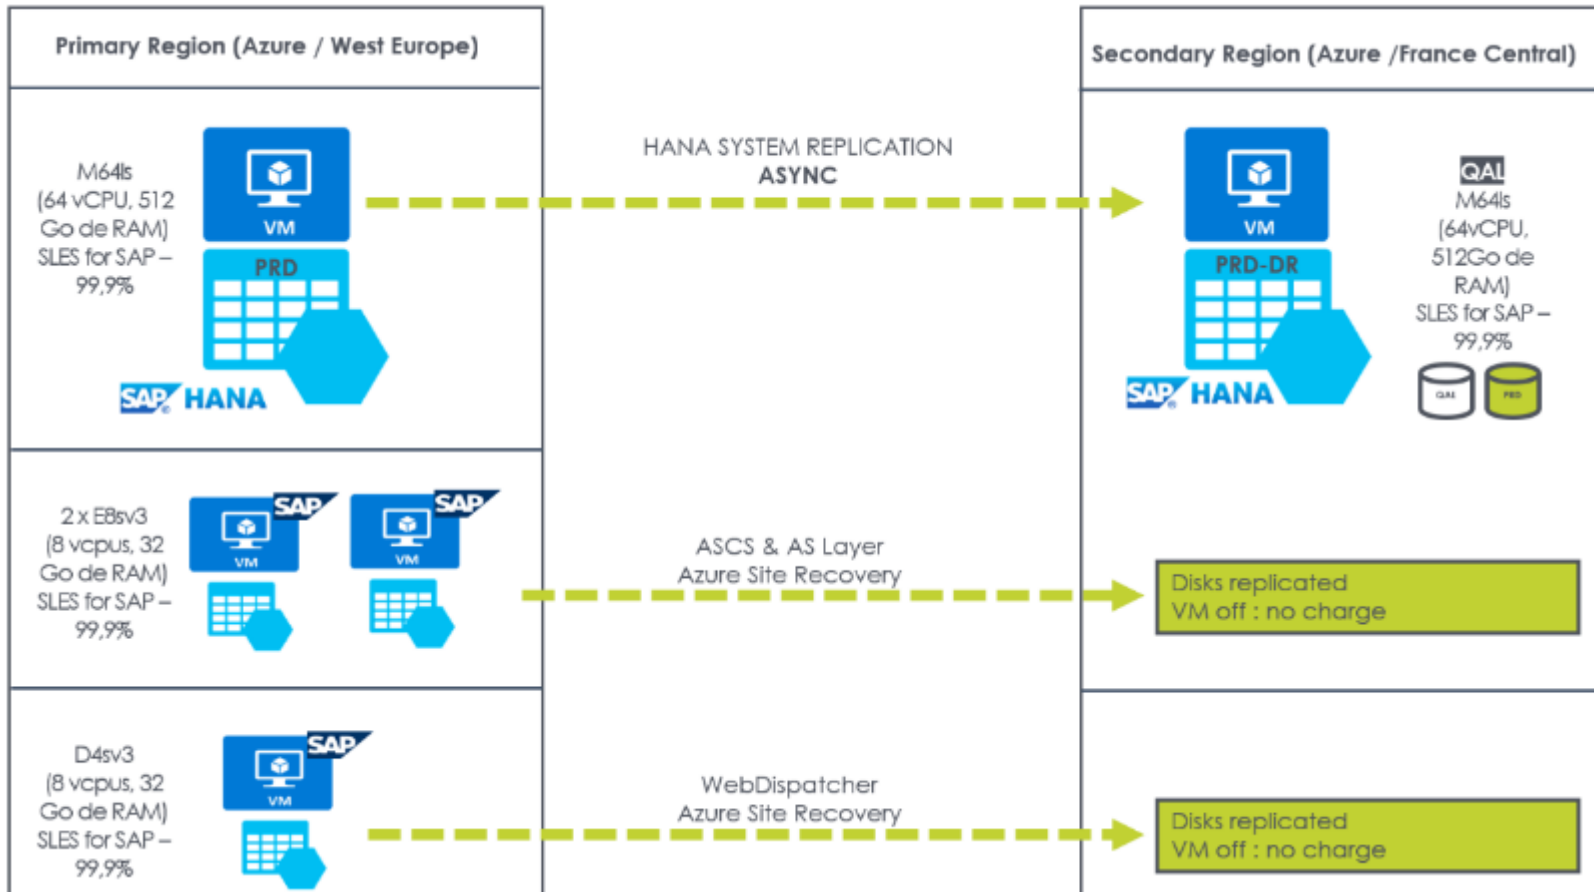 Primary Region (Azure / West Europe)
Secondary Region (Azure /France Central)
M64ls
(64 vCPU, 512
Go de RAM)
SLES for SAP –
99,9%
VM
PRD
SAP HANA
HANA SYSTEM REPLICATION
ASYNC
VM
PRD-DR
SAP HANA
QAL
M64ls
(64vCPU,
512Go de
RAM)
SLES for SAP –
99,9%
QAL
PRD
2 x E8sv3
(8 vcpus, 32
Go de RAM)
SLES for SAP –
99,9%
SAP
VM
SAP
VM
ASCS & AS Layer
Azure Site Recovery
Disks replicated
VM off : no charge
D4sv3
(8 vcpus, 32
Go de RAM)
SLES for SAP –
99,9%
SAP
VM
WebDispatcher
Azure Site Recovery
Disks replicated
VM off : no charge